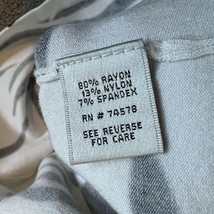 80% RAYON
13% NYLON
7% SPANDEX
RN # 74578
SEE REVERSE
FOR CARE